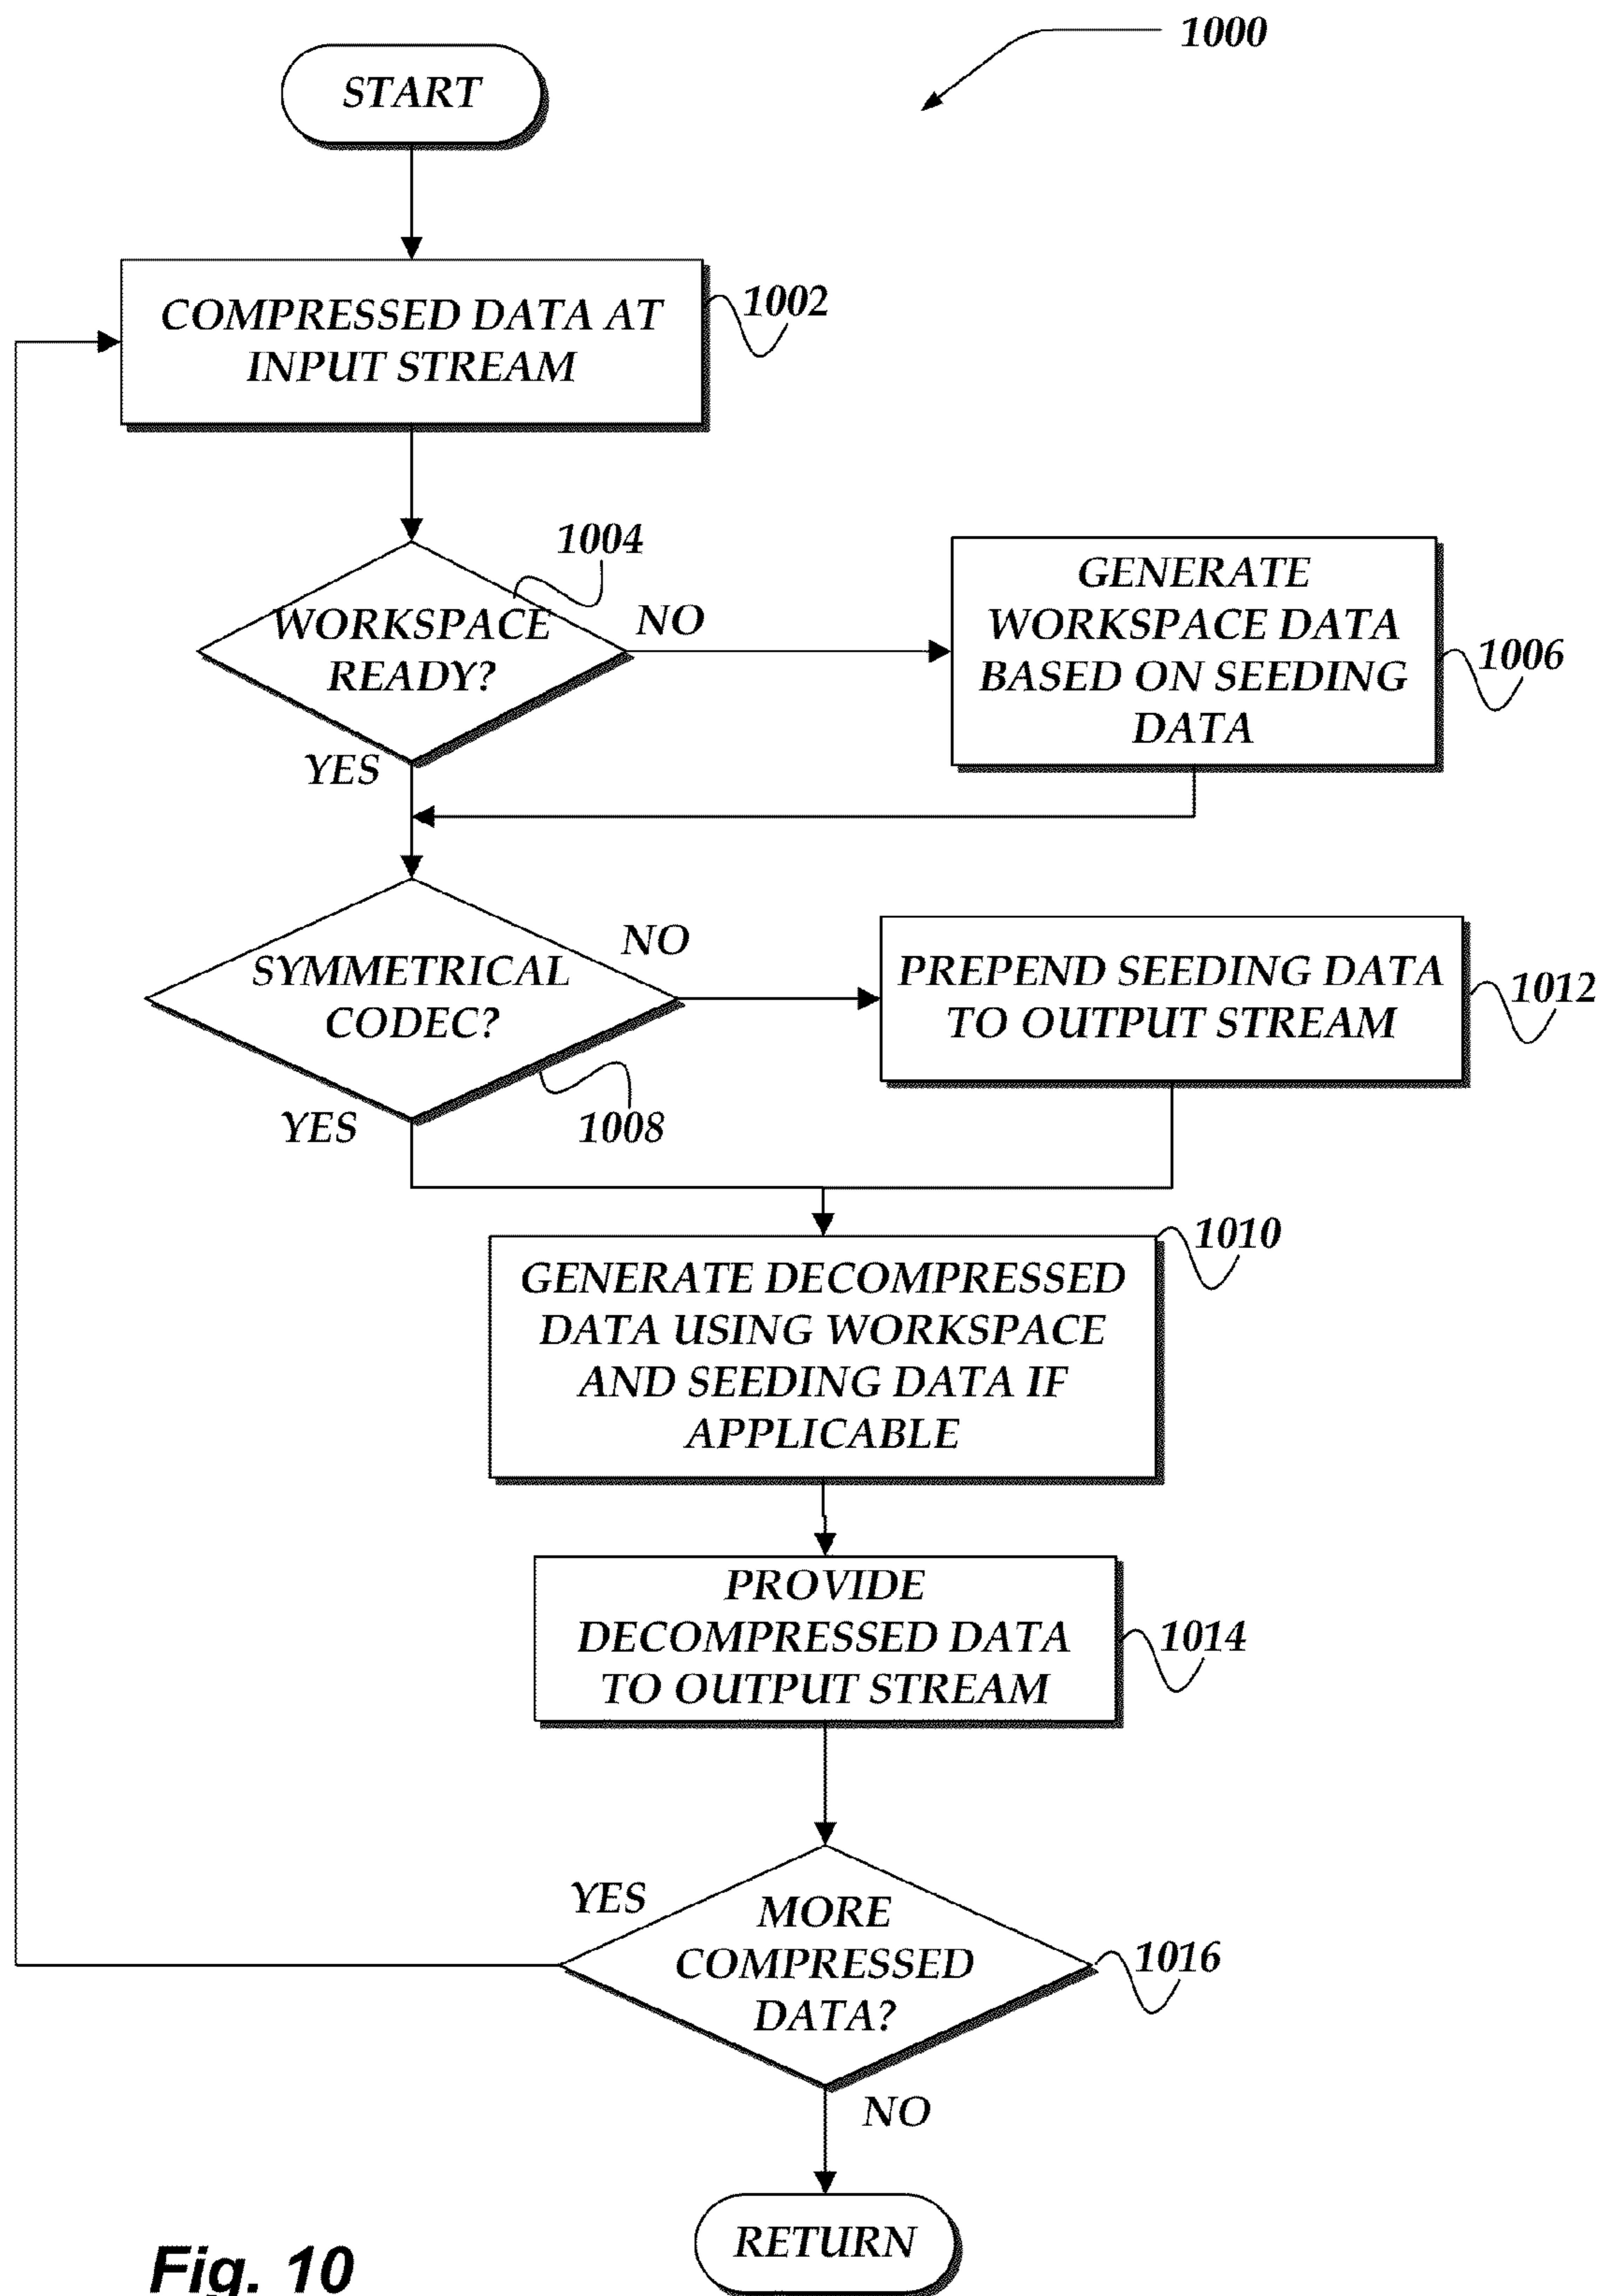 1000
START
COMPRESSED DATA AT
INPUT STREAM
1002
1004
WORKSPACE
READY?
NO
YES
GENERATE
WORKSPACE DATA
BASED ON SEEDING
DATA
1006
SYMMETRICAL
CODEC?
NO
YES
1008
PREPEND SEEDING DATA
TO OUTPUT STREAM
1012
1010
GENERATE DECOMPRESSED
DATA USING WORKSPACE
AND SEEDING DATA IF
APPLICABLE
PROVIDE
DECOMPRESSED DATA
TO OUTPUT STREAM
1014
YES
MORE
COMPRESSED
DATA?
1016
NO
RETURN
Fig. 10